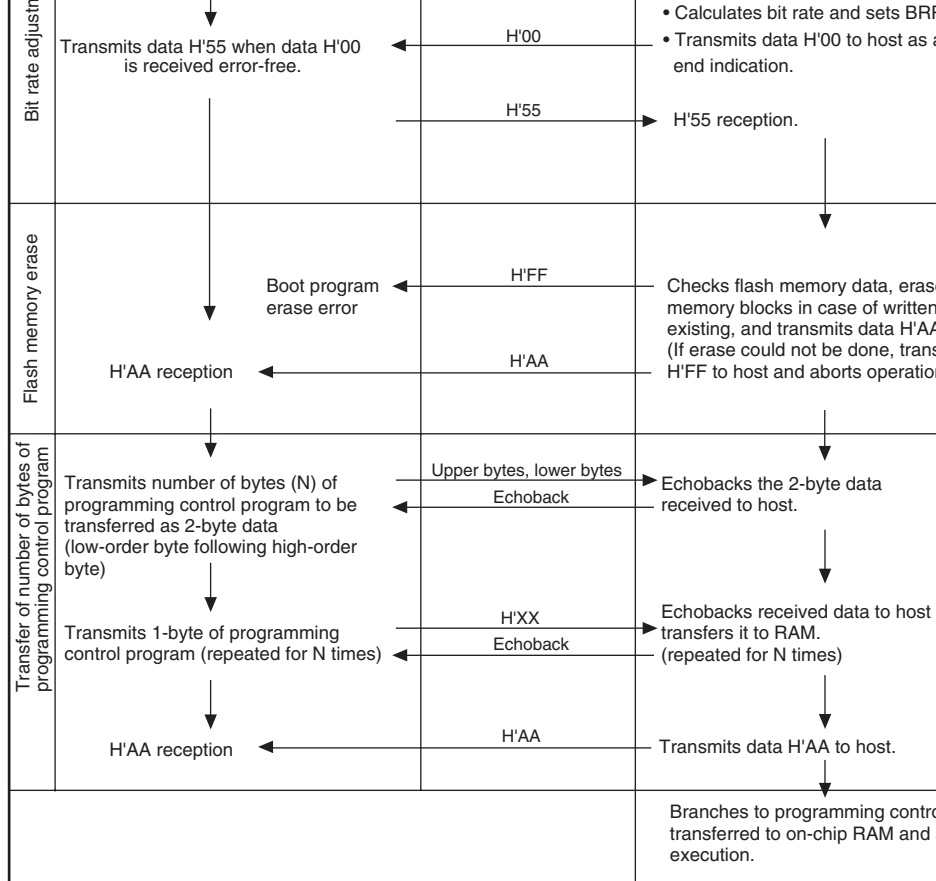 Bit rate adjustm
• Calculates bit rate and sets
• Transmits data H'00 to host as
end indication.
Transmits data H'55 when data H'00
is received error-free.
H'00
H'55
H'55 reception.
Flash memory erase
Boot program
erase error
H'FF
Checks flash memory data, erase
memory blocks in case of written
existing, and transmits data H'AA
(If erase could not be done, trans
H'FF to host and aborts operation
H'AA reception
H'AA
Transfer of number of bytes of
programming control program
Transmits number of bytes (N) of
programming control program to be
transferred as 2-byte data
(low-order byte following high-order
byte)
Upper bytes, lower bytes
Echoback
Echobacks the 2-byte data
received to host.
Transmits 1-byte of programming
control program (repeated for N times)
H'XX
Echoback
Echobacks received data to host
transfers it to RAM.
(repeated for N times)
H'AA reception
H'AA
Transmits data H'AA to host.
Branches to programming contro
transferred to on-chip RAM and
execution.